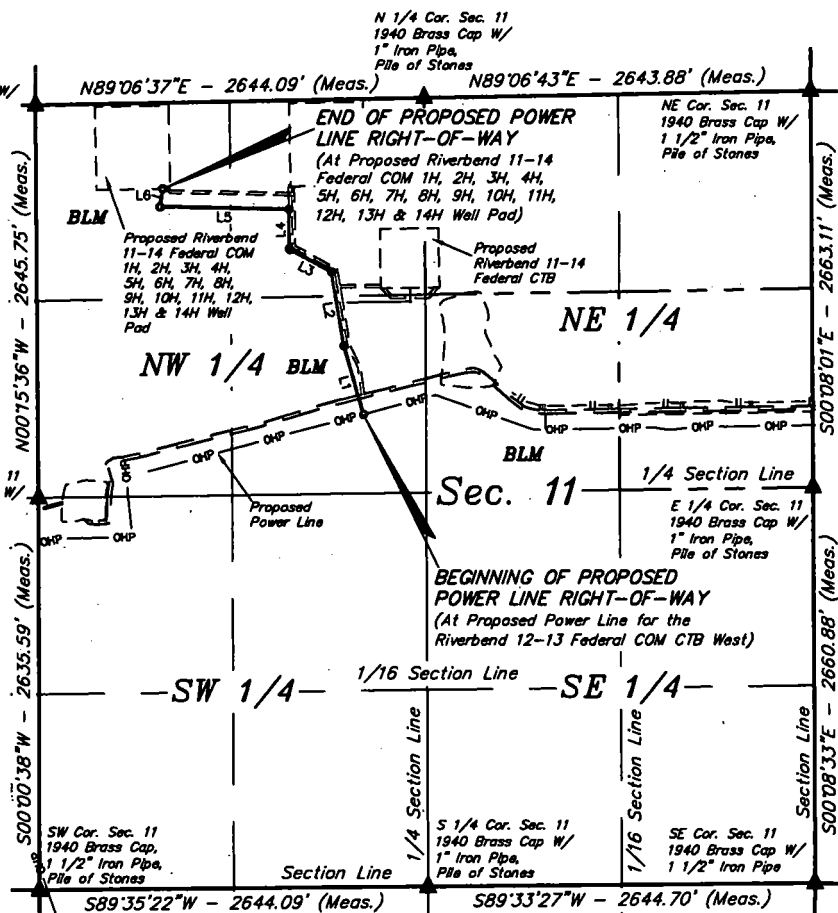 N 1/4 Cor. Sec. 11
1940 Brass Cap W/
1" Iron Pipe,
Pile of Stones
W/
N89°06'37"E - 2644.09' (Meas.)
N89°06'43"E - 2643.88' (Meas.)
NE Cor. Sec. 11
1940 Brass Cap W/
1 1/2" Iron Pipe,
Pile of Stones
END OF PROPOSED POWER
LINE RIGHT-OF-WAY
(At Proposed Riverbend 11-14
Federal COM 1H, 2H, 3H, 4H,
5H, 6H, 7H, 8H, 9H, 10H, 11H,
12H, 13H & 14H Well Pad)
L6
L5
L4
L3
L2
L1
BLM
Proposed Riverbend
11-14 Federal COM
1H, 2H, 3H, 4H,
5H, 6H, 7H, 8H,
9H, 10H, 11H, 12H,
13H & 14H Well
Pad
Proposed
Riverbend 11-14
Federal CTB
N00°15'36"W - 2645.75' (Meas.)
S00°08'01"E - 2663.11' (Meas.)
NW 1/4
BLM
NE 1/4
OHP
OHP
OHP
OHP
OHP
OHP
OHP
OHP
OHP
BLM
11
W/
Proposed
Power Line
OHP
OHP
Sec. 11
1/4 Section Line
E 1/4 Cor. Sec. 11
1940 Brass Cap W/
1" Iron Pipe,
Pile of Stones
BEGINNING OF PROPOSED
POWER LINE RIGHT-OF-WAY
(At Proposed Power Line for the
Riverbend 12-13 Federal COM CTB West)
S00°00'38"W - 2635.59' (Meas.)
S00°08'33"E - 2660.88' (Meas.)
SW 1/4
1/16 Section Line
SE 1/4
1/4 Section Line
1/16 Section Line
Section Line
SW Cor. Sec. 11
1940 Brass Cap,
1 1/2" Iron Pipe,
Pile of Stones
Section Line
S 1/4 Cor. Sec. 11
1940 Brass Cap W/
1" Iron Pipe,
Pile of Stones
SE Cor. Sec. 11
1940 Brass Cap W/
1 1/2" Iron Pipe
S89°35'22"W - 2644.09' (Meas.)
S89°33'27"W - 2644.70' (Meas.)